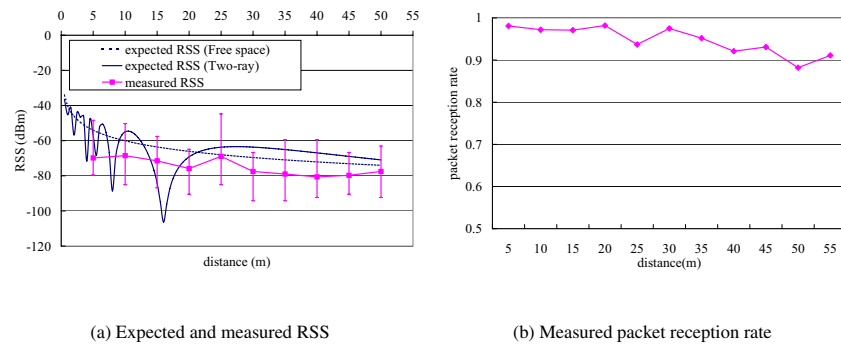 0 5 10 15 20 25 30 35 40 45 50 55
0
-20
-40
-60
-80
-100
-120
RSS (dBm)
expected RSS (Free space)
expected RSS (Two-ray)
measured RSS
distance (m)
(a) Expected and measured RSS
1
0.9
0.8
0.7
0.6
0.5
packet reception rate
5 10 15 20 25 30 35 40 45 50 55
distance(m)
(b) Measured packet reception rate